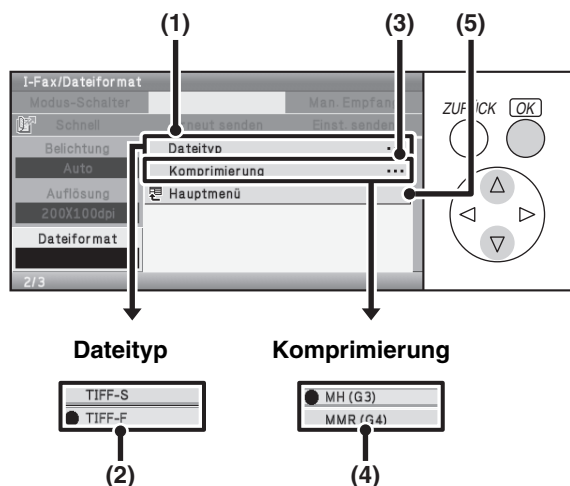 (1)
(3)
(5)
I-Fax/Dateiformat
Modus-Schalter
Man. Empfang
Schnell
Erneut senden
Einst. senden
Belichtung
Dateityp
...
Auto
Komprimierung
...
Auflösung
Hauptmenü
200X100dpi
Dateiformat
2/3
ZURÜCK
OK
Dateityp
Komprimierung
TIFF-S
TIFF-F
MH (G3)
MMR (G4)
(2)
(4)